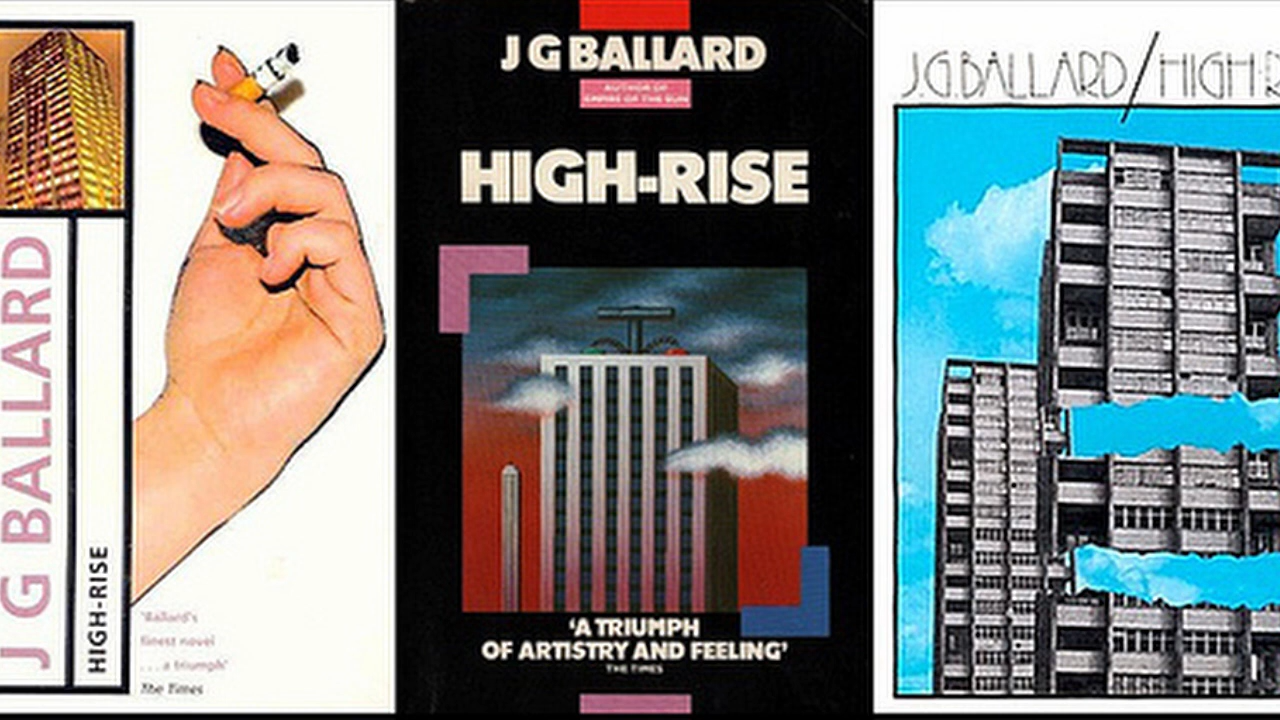 J G BALLARD
HIGH-RISE
'Ballard's
finest novel
. . . a triumph'
The Times
J G BALLARD
AUTHOR OF
EMPIRE OF THE SUN
HIGH-RISE
'A TRIUMPH
OF ARTISTRY AND FEELING'
THE TIMES
J.G.BALLARD/HIGH-R